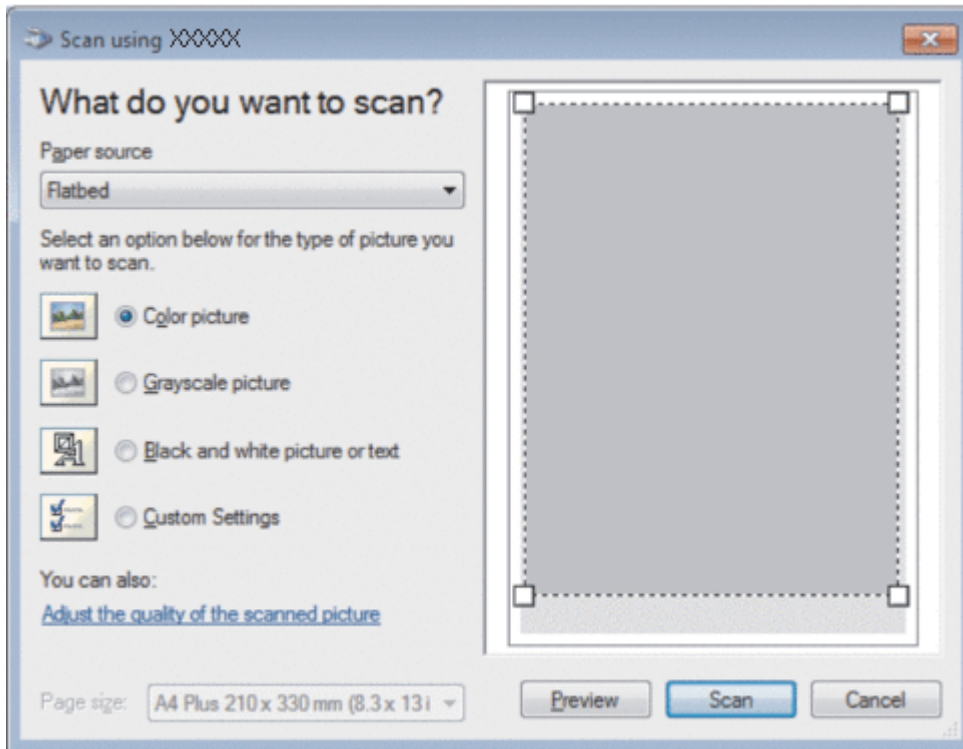 Scan using XXXXX
What do you want to scan?
Paper source
Flatbed
Select an option below for the type of picture you
want to scan.
Color picture
Grayscale picture
Black and white picture or text
Custom Settings
You can also:
Adjust the quality of the scanned picture
Page size: A4 Plus 210 x 330 mm (8.3 x 13 i
Preview Scan Cancel